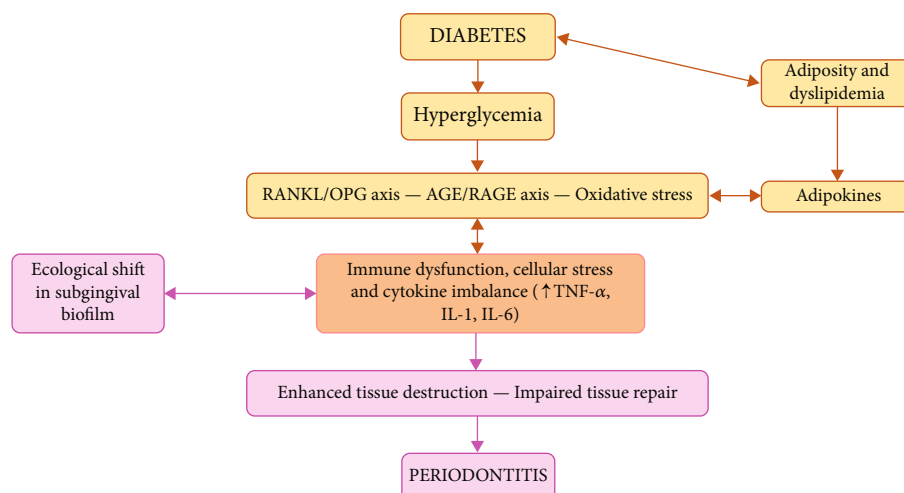 DIABETES
Adiposity and
dyslipidemia
Hyperglycemia
RANKL/OPG axis — AGE/RAGE axis — Oxidative stress
Adipokines
Ecological shift
in subgingival
biofilm
Immune dysfunction, cellular stress
and cytokine imbalance (↑TNF-α,
IL-1, IL-6)
Enhanced tissue destruction — Impaired tissue repair
PERIODONTITIS